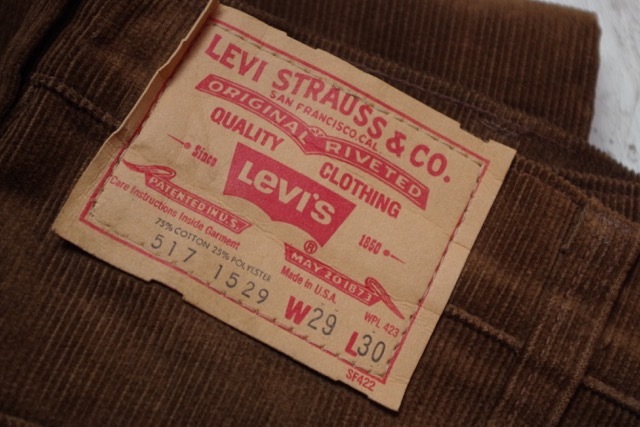 LEVI STRAUSS & CO.
SAN FRANCISCO, CAL.
ORIGINAL RIVETED
QUALITY CLOTHING
Since Levi's 1850
®
PATENTED IN U.S. MAY 20 1873
Care Instructions Inside Garment Made in U.S.A. WPL 423
75% COTTON 25% POLYESTER
517 1529 W29 L30
SF422